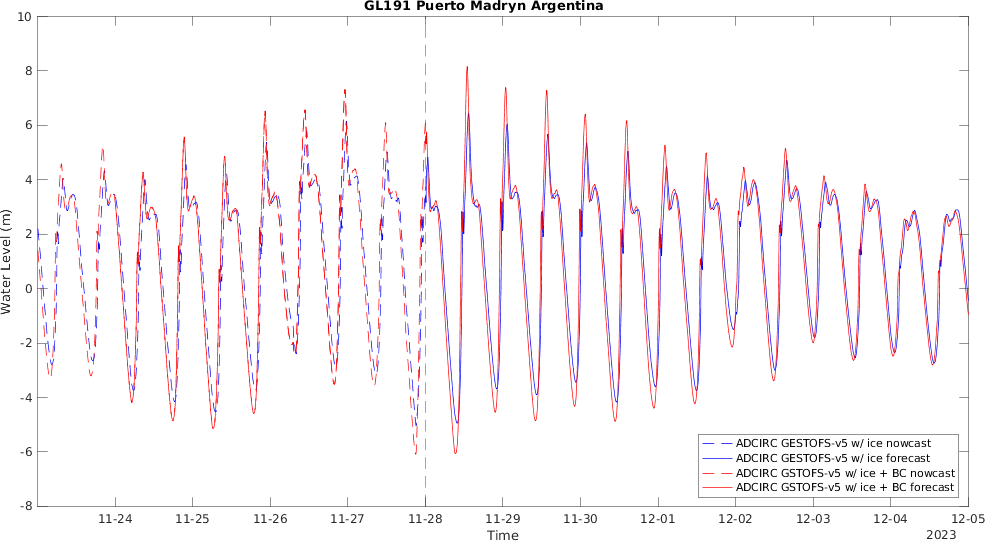 GL191 Puerto Madryn Argentina
10
8
6
4
2
0
-2
-4
-6
-8
Water Level (m)
11-24 11-25 11-26 11-27 11-28 11-29 11-30 12-01 12-02 12-03 12-04 12-05
Time
2023
ADCIRC GESTOFS-v5 w/ ice nowcast
ADCIRC GESTOFS-v5 w/ ice forecast
ADCIRC GSTOFS-v5 w/ ice + BC nowcast
ADCIRC GSTOFS-v5 w/ ice + BC forecast